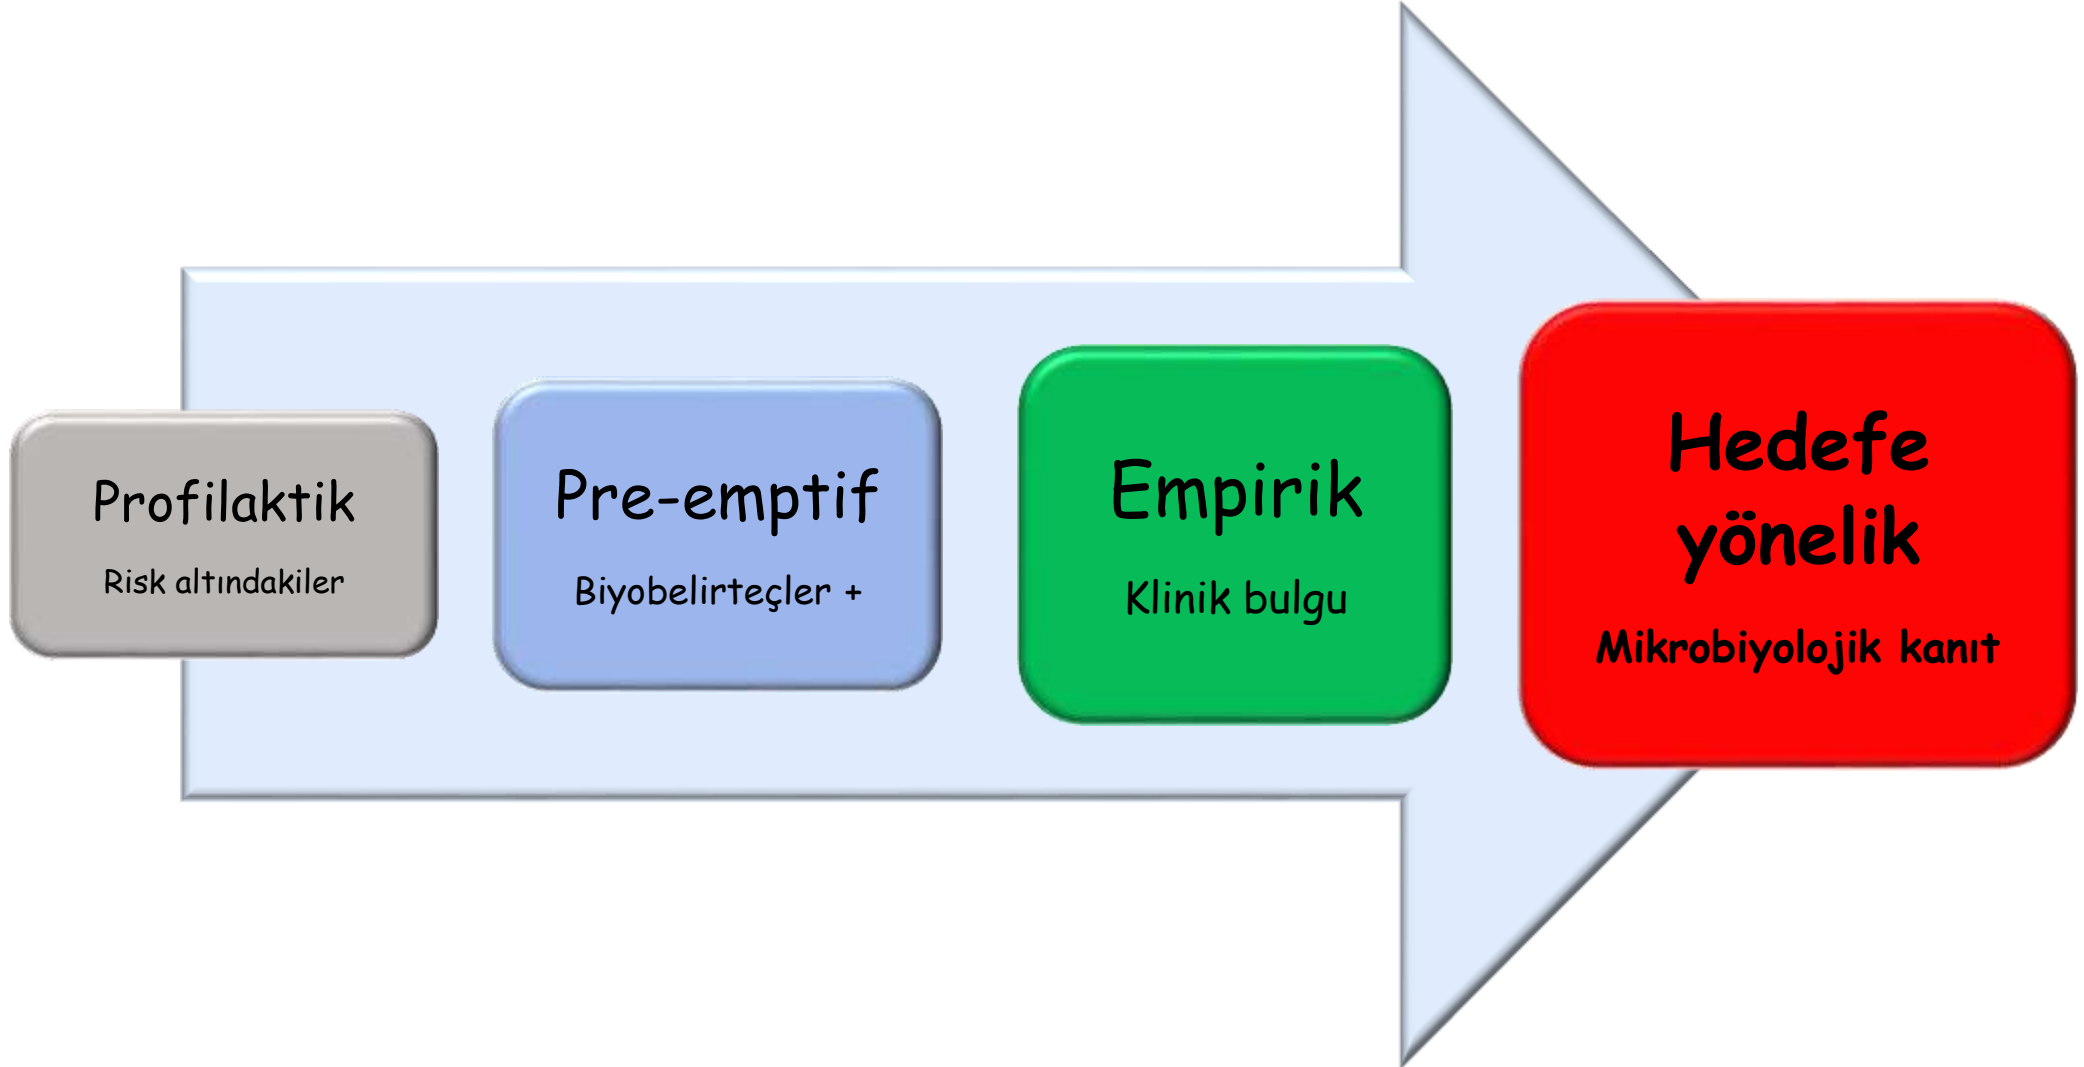 Profilaktik
Risk altındakiler
Pre-emptif
Biyobelirteçler +
Empirik
Klinik bulgu
Hedefe
yönelik
Mikrobiyolojik kanıt